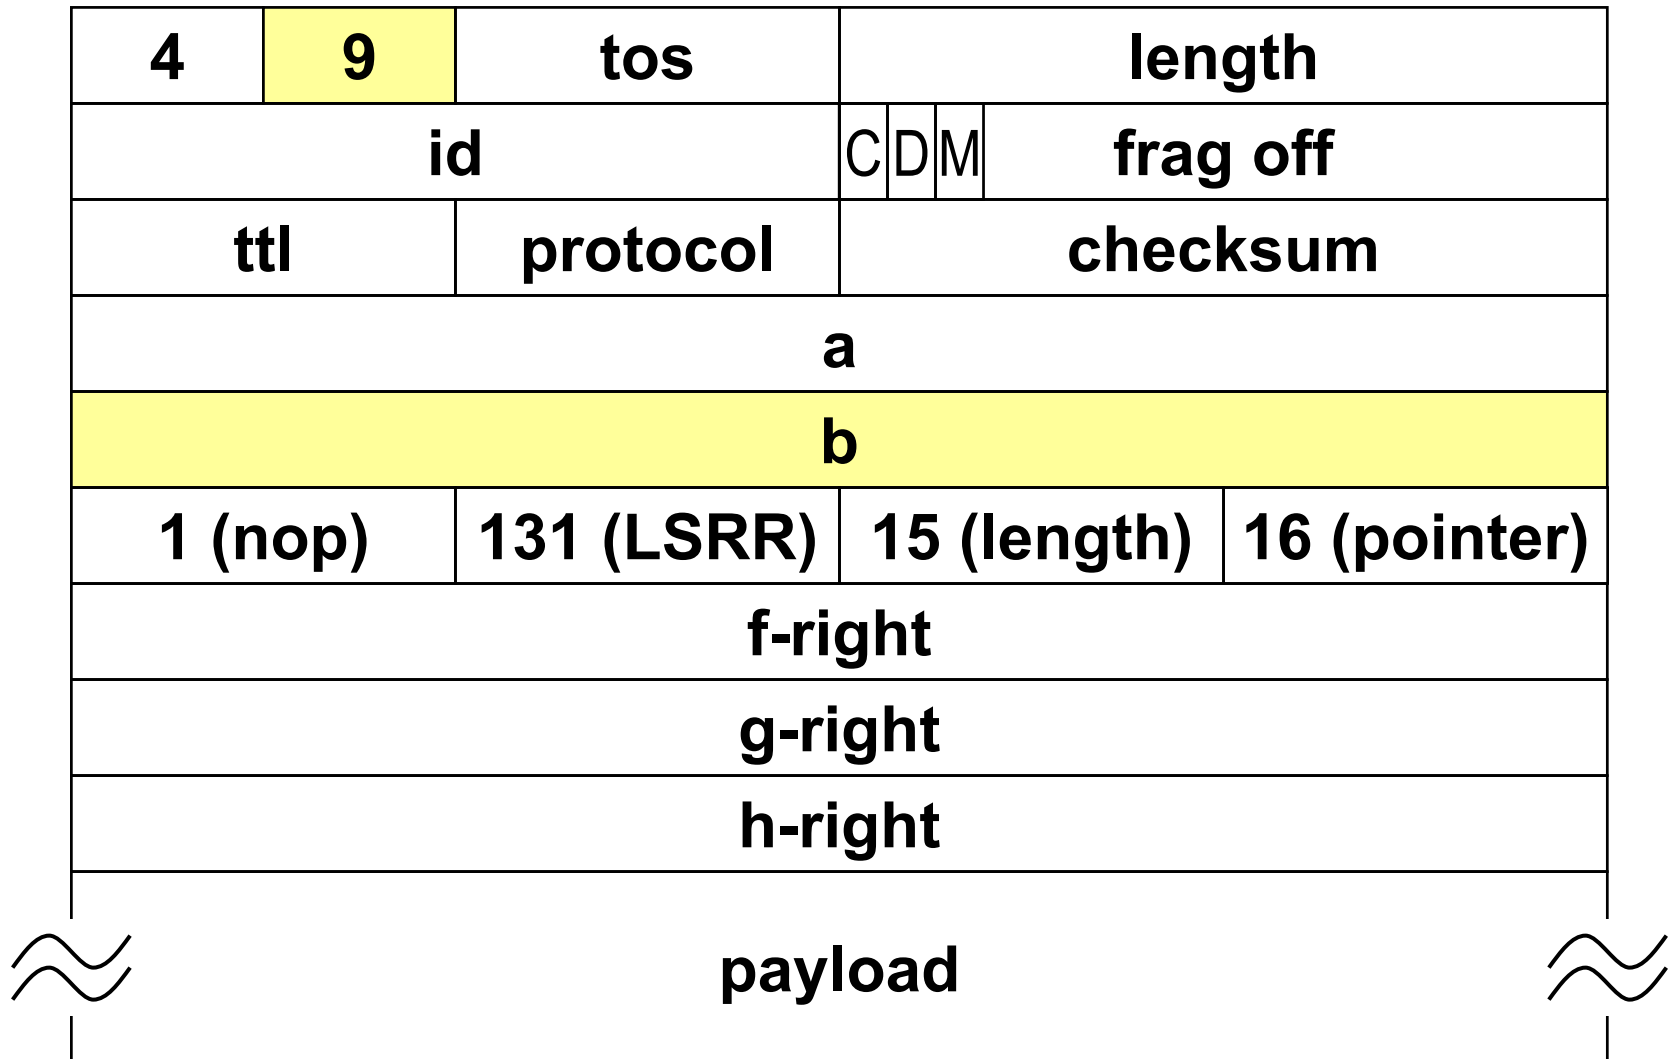 4 9 tos length
id C D M frag off
ttl protocol checksum
a
b
1 (nop) 131 (LSRR) 15 (length) 16 (pointer)
f-right
g-right
h-right
payload